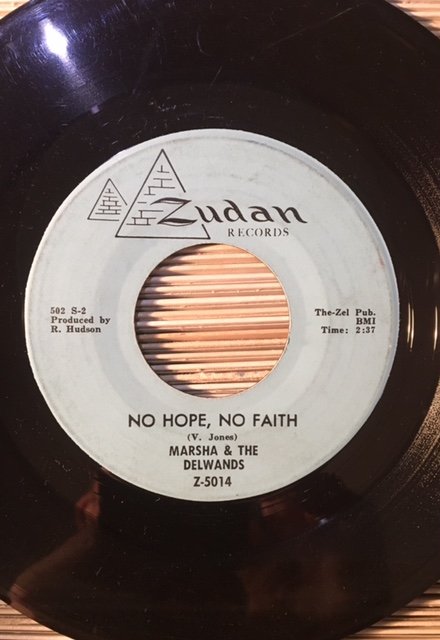 Zudan
RECORDS
502 S-2
Produced by
R. Hudson
The-Zel Pub.
BMI
Time: 2:37
NO HOPE, NO FAITH
(V. Jones)
MARSHA & THE
DELWANDS
Z-5014